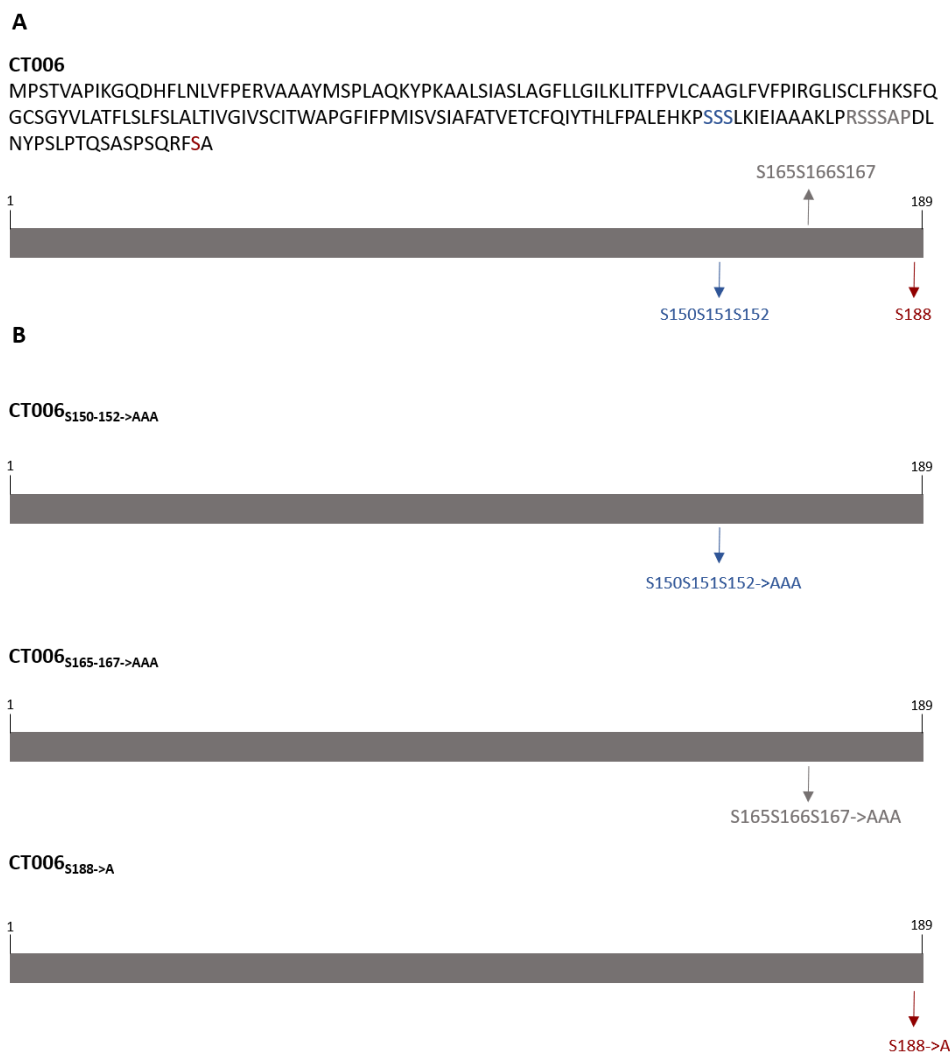 A
CT006
MPSTVAPIKGQDHFLNLVFPERVAAAYMSPLAQKYPKAALSIASLAGFLLGILKLITFPVLCAAGLFVFPIRGLISCLFHKSFQ
GCSGYVLATFLSLFSLALTIVGIVSCITWAPGFIFPMISVSIAFATVETCFQIYTHLFPALEHKPSSSLKIEIAAAKLPRSSSAPDL
NYPSLPTQSASPSQRFSA
S165S166S167
1 189
S150S151S152 S188
B
CT006S150-152->AAA
1 189
S150S151S152->AAA
CT006S165-167->AAA
1 189
S165S166S167->AAA
CT006S188->A
1 189
S188->A